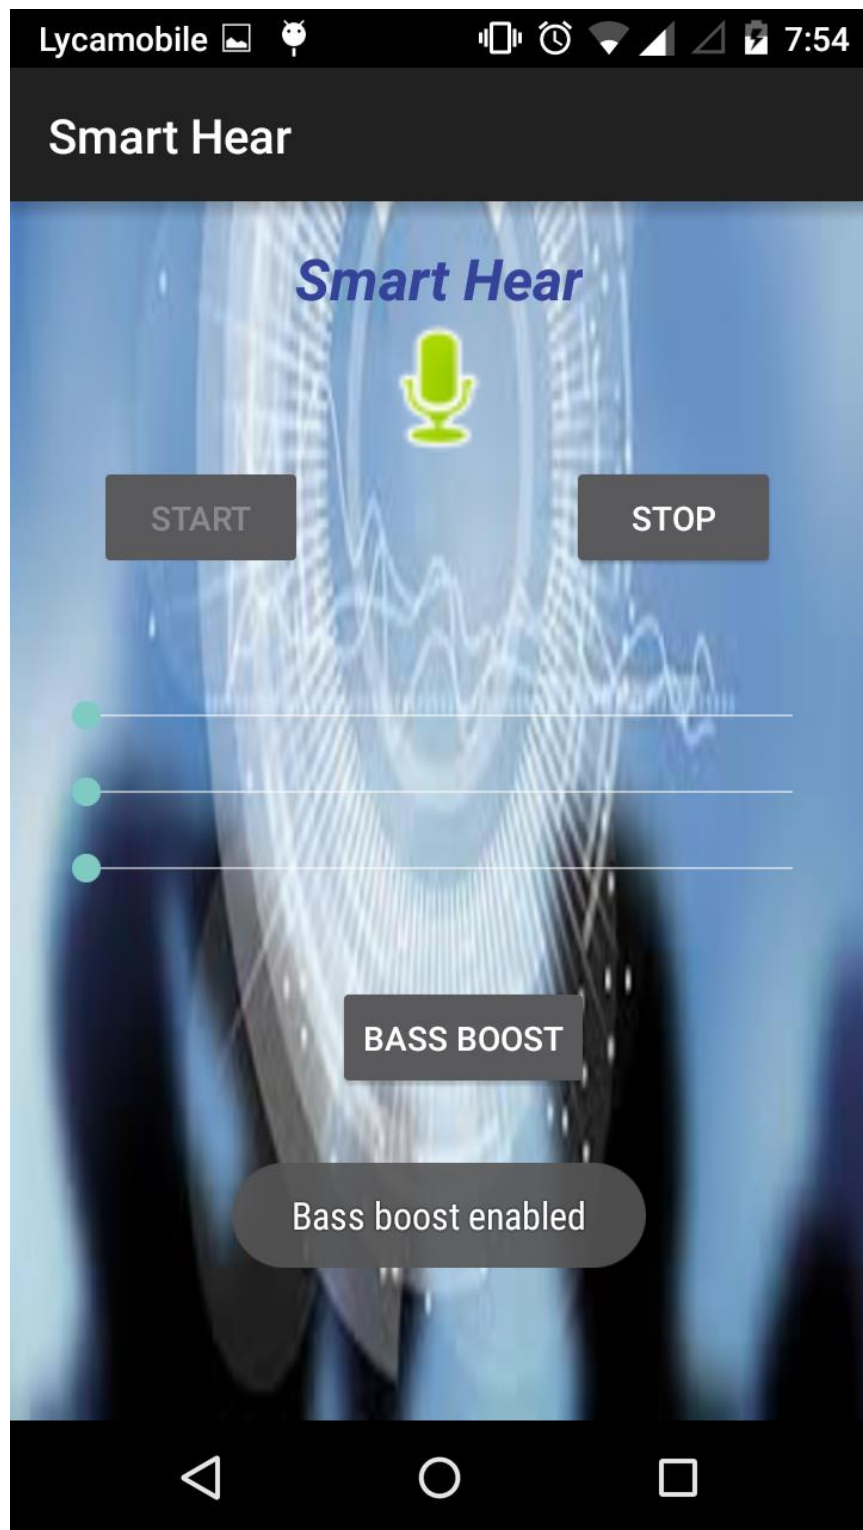 Lycamobile 7:54
Smart Hear
Smart Hear
START STOP
BASS BOOST
Bass boost enabled